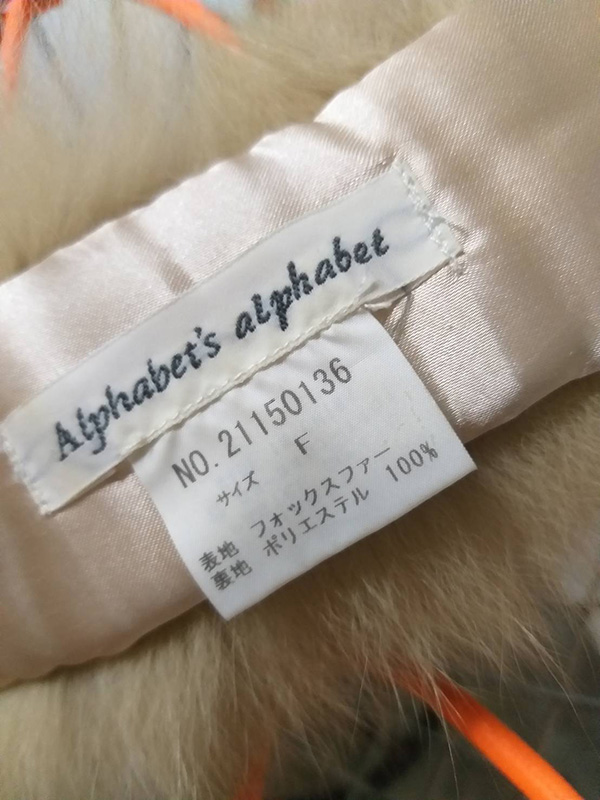 Alphabet's alphabet
NO. 21150136
サイズ F
表地 フォックスファー
裏地 ポリエステル 100%